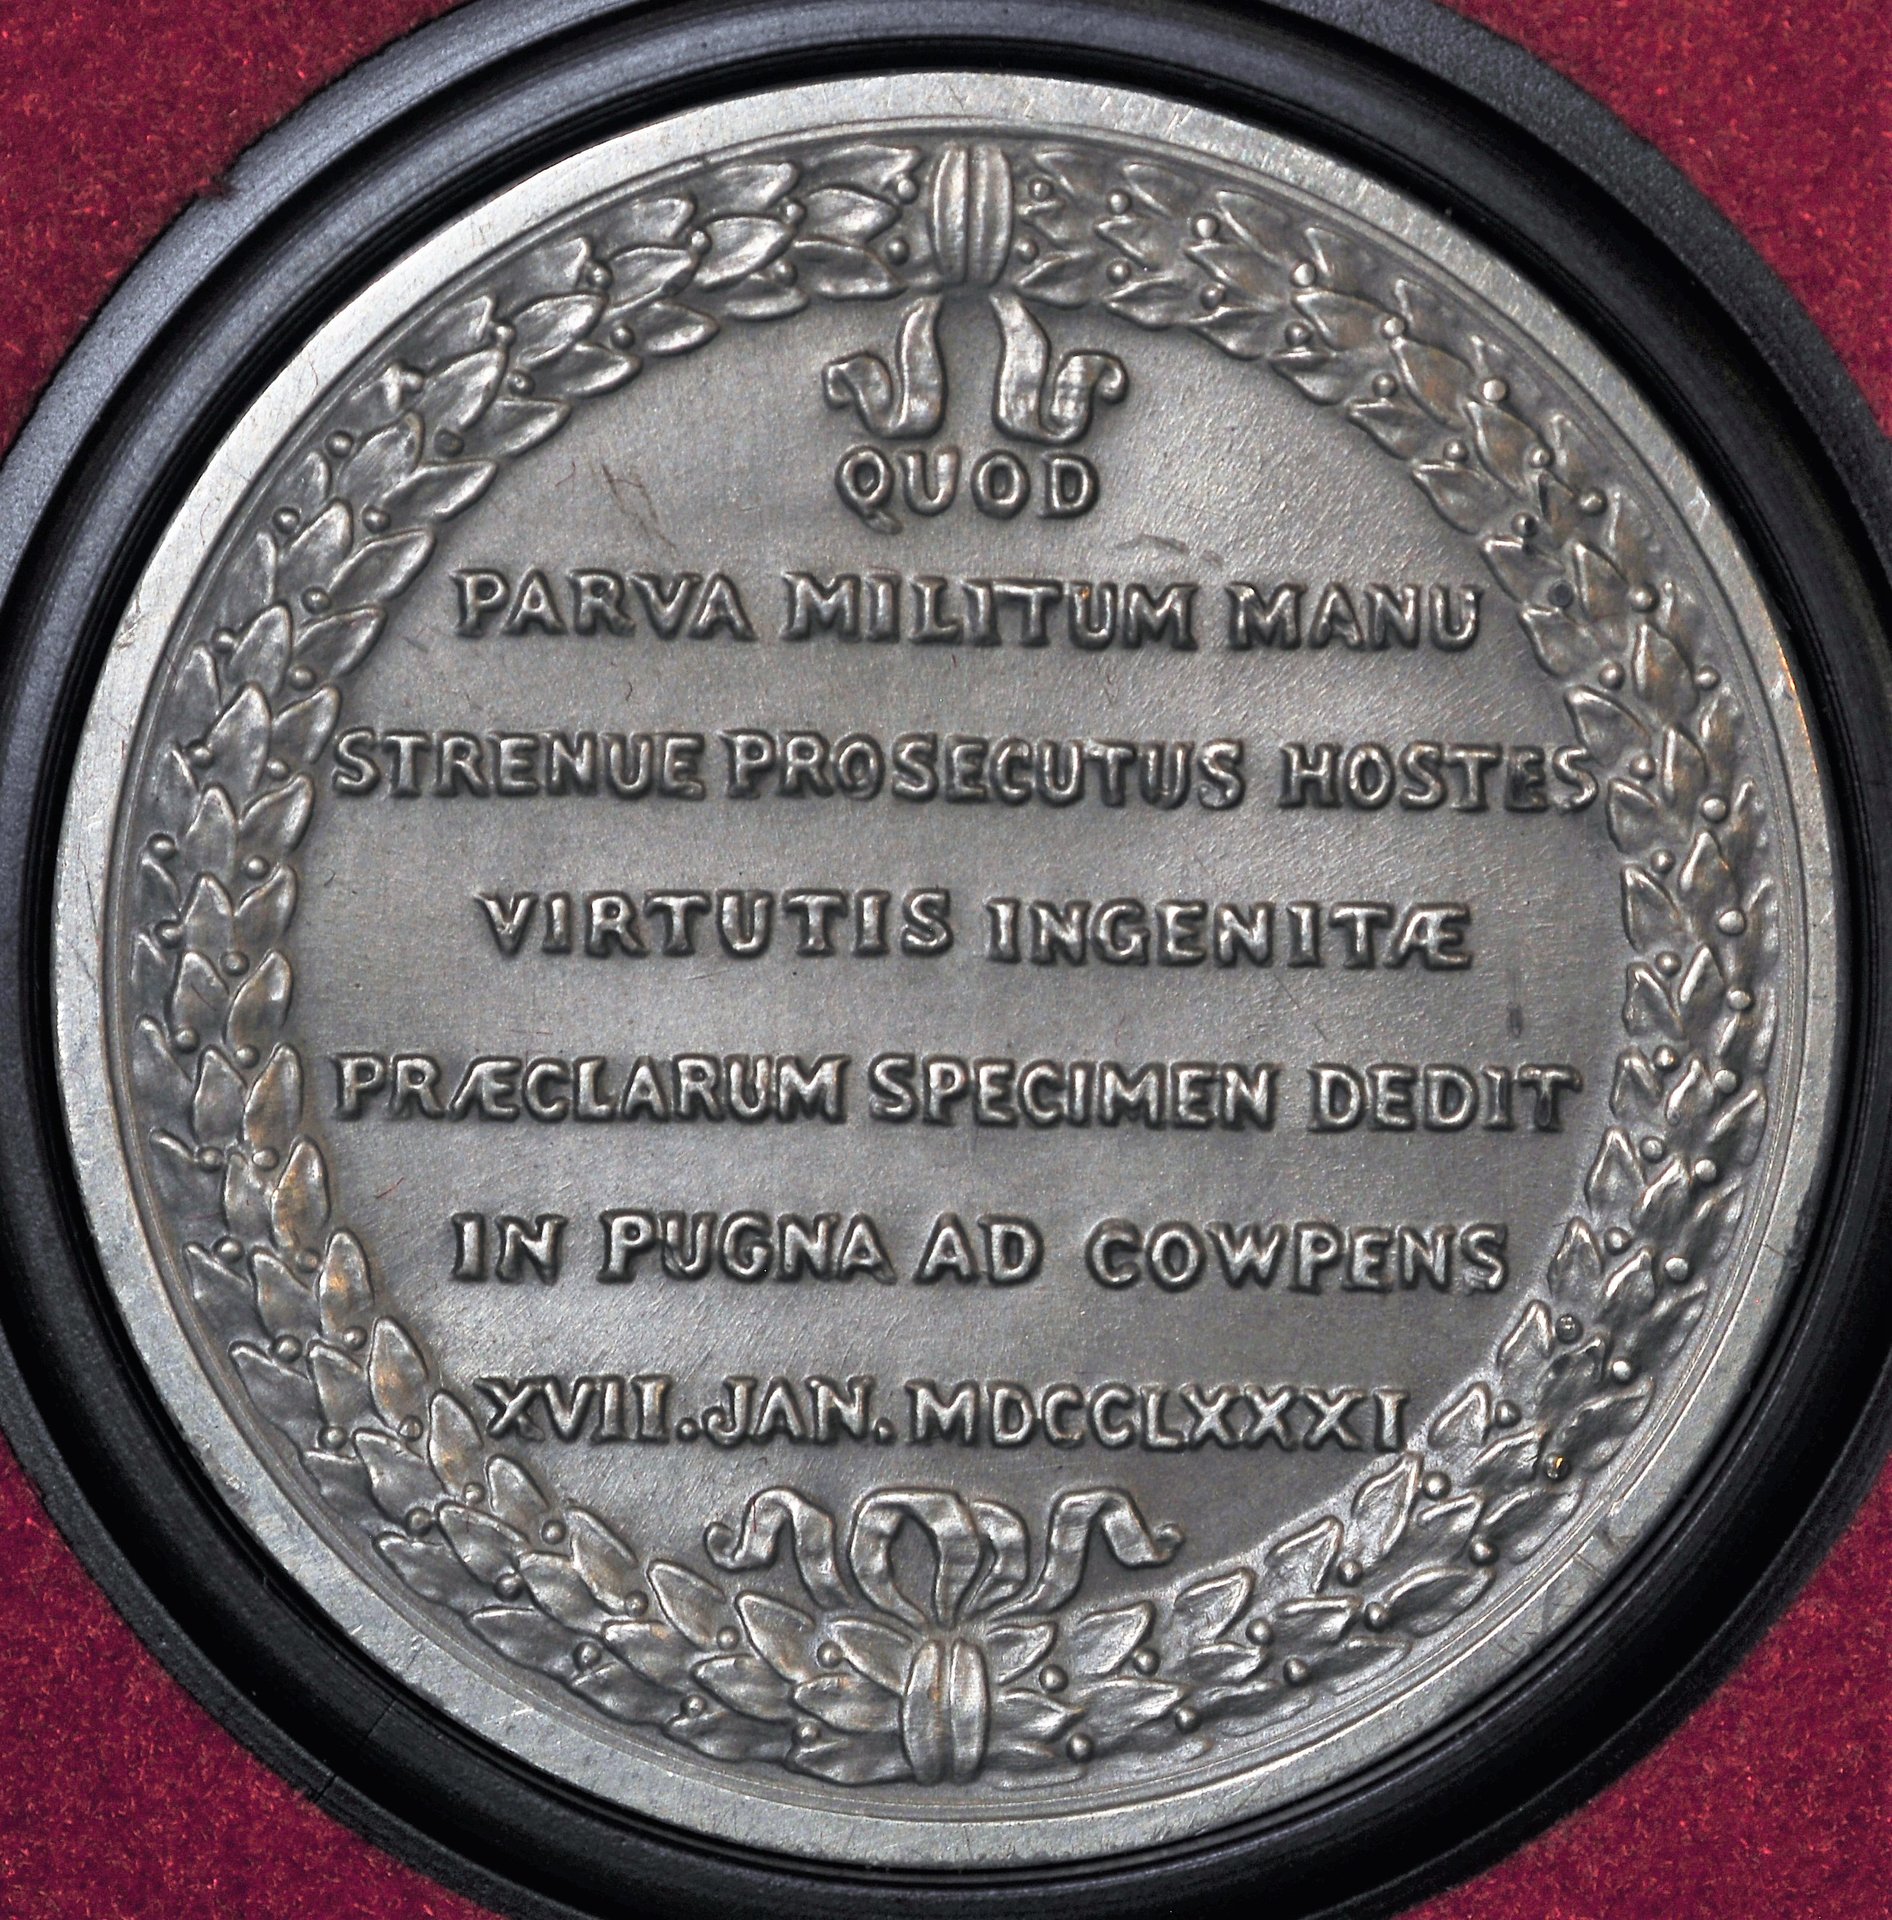 QUOD
PARVA MILITUM MANU
STRENUE PROSECUTUS HOSTES
VIRTUTIS INGENITÆ
PRÆCLARUM SPECIMEN DEDIT
IN PUGNA AD COWPENS
XVII. JAN. MDCCLXXXI